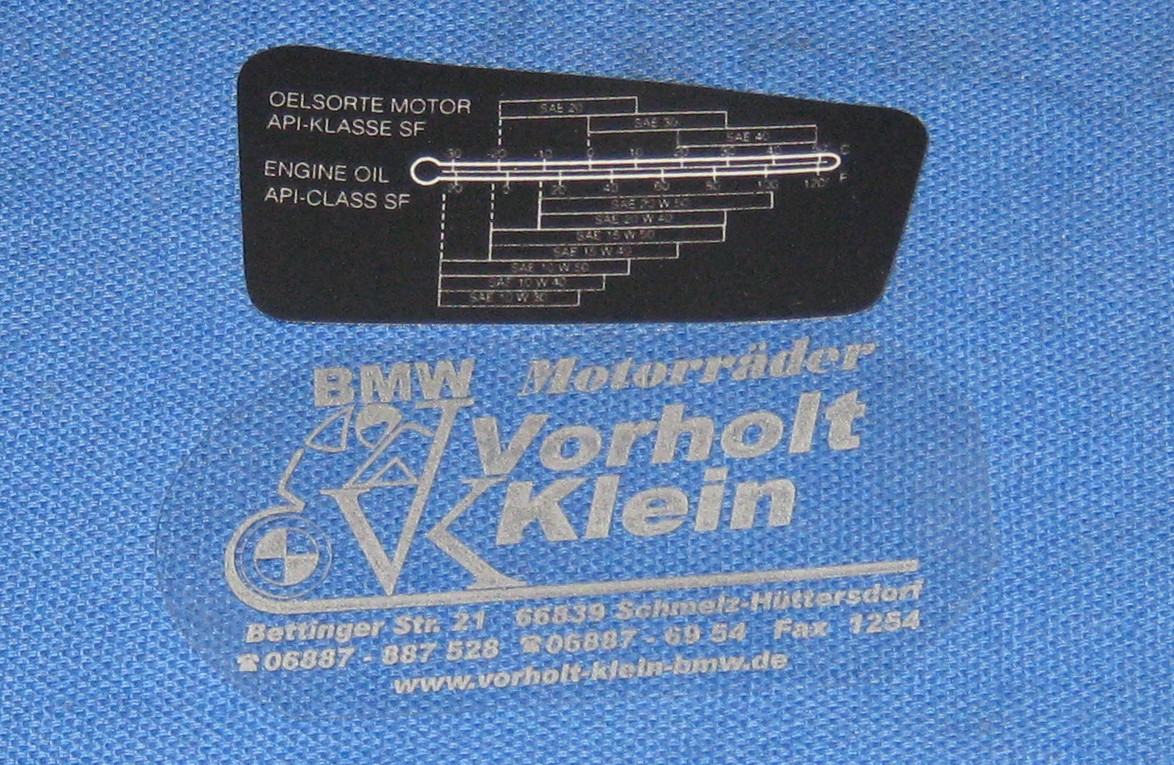 OELSORTE MOTOR
API-KLASSE SF
ENGINE OIL
API-CLASS SF
SAE 20
SAE 30
SAE 40
-30 -20 -10 0 10 20 30 40 C
0 20 40 60 80 100 120° F
SAE 20 W 50
SAE 20 W 40
SAE 15 W 50
SAE 15 W 40
SAE 10 W 50
SAE 10 W 40
SAE 10 W 30
BMW Motorräder
VK Vorholt
Klein
Bettinger Str. 21 66839 Schmelz-Hüttersdorf
☎06887 - 887 528 ☎06887 - 69 54 Fax 1254
www.vorholt-klein-bmw.de